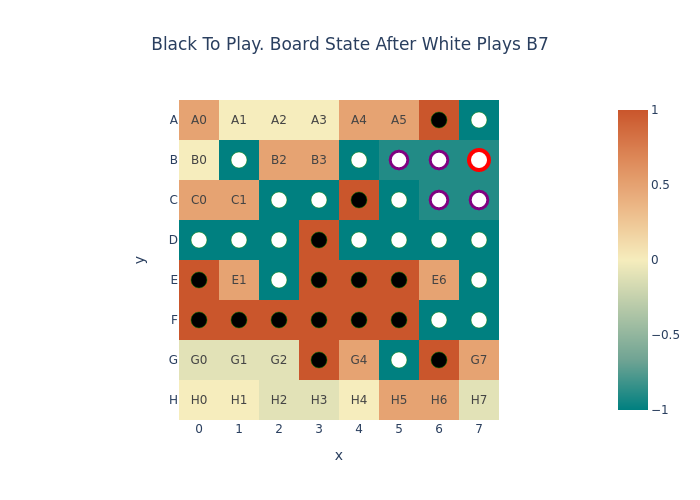 Black To Play. Board State After White Plays B7
A A0 A1 A2 A3 A4 A5
B B0 B2 B3
C C0 C1
D
E E1 E6
F
G G0 G1 G2 G4 G7
H H0 H1 H2 H3 H4 H5 H6 H7
0 1 2 3 4 5 6 7
x
y
1
0.5
0
−0.5
−1